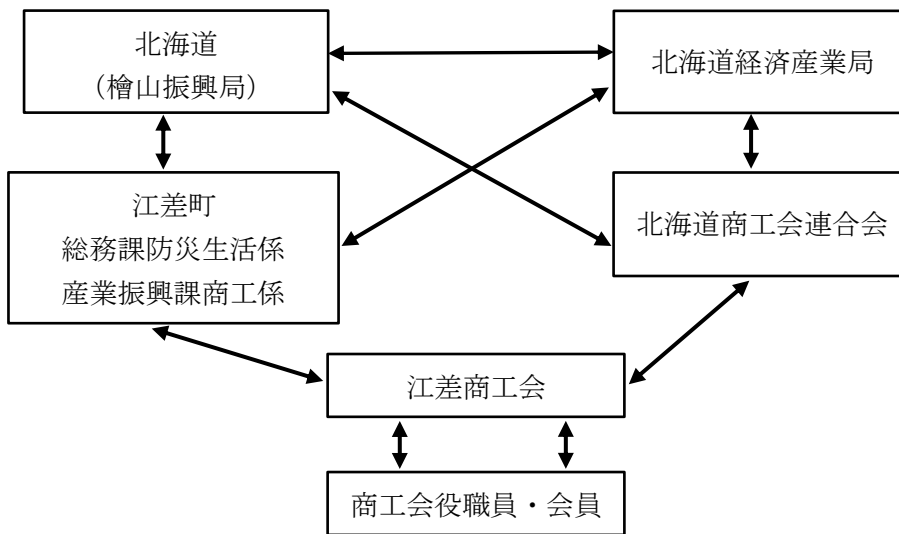 北海道
（檜山振興局）
北海道経済産業局
江差町
総務課防災生活係
産業振興課商工係
北海道商工会連合会
江差商工会
商工会役職員・会員